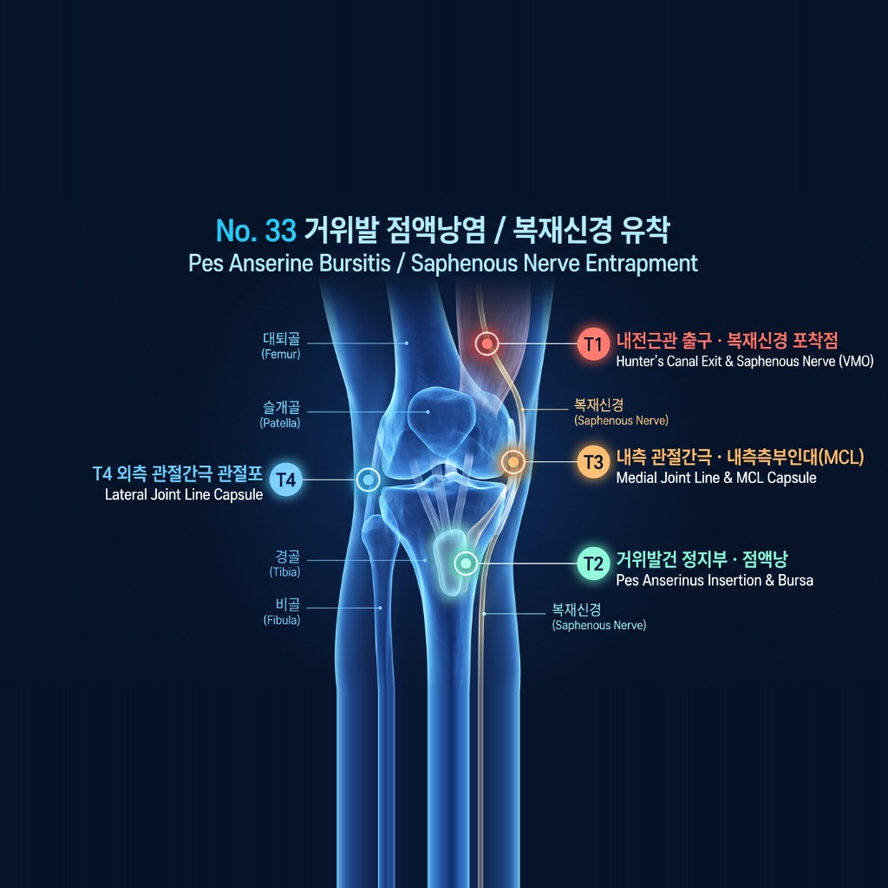 No. 33 거위발 점액낭염 / 복재신경 유착
Pes Anserine Bursitis / Saphenous Nerve Entrapment
대퇴골
(Femur)
T1
내전근관 출구 · 복재신경 포착점
Hunter's Canal Exit & Saphenous Nerve (VMO)
슬개골
(Patella)
복재신경
(Saphenous Nerve)
T4 외측 관절간극 관절포
Lateral Joint Line Capsule
T4
T3
내측 관절간극 · 내측측부인대(MCL)
Medial Joint Line & MCL Capsule
경골
(Tibia)
T2
거위발건 정지부 · 점액낭
Pes Anserinus Insertion & Bursa
비골
(Fibula)
복재신경
(Saphenous Nerve)